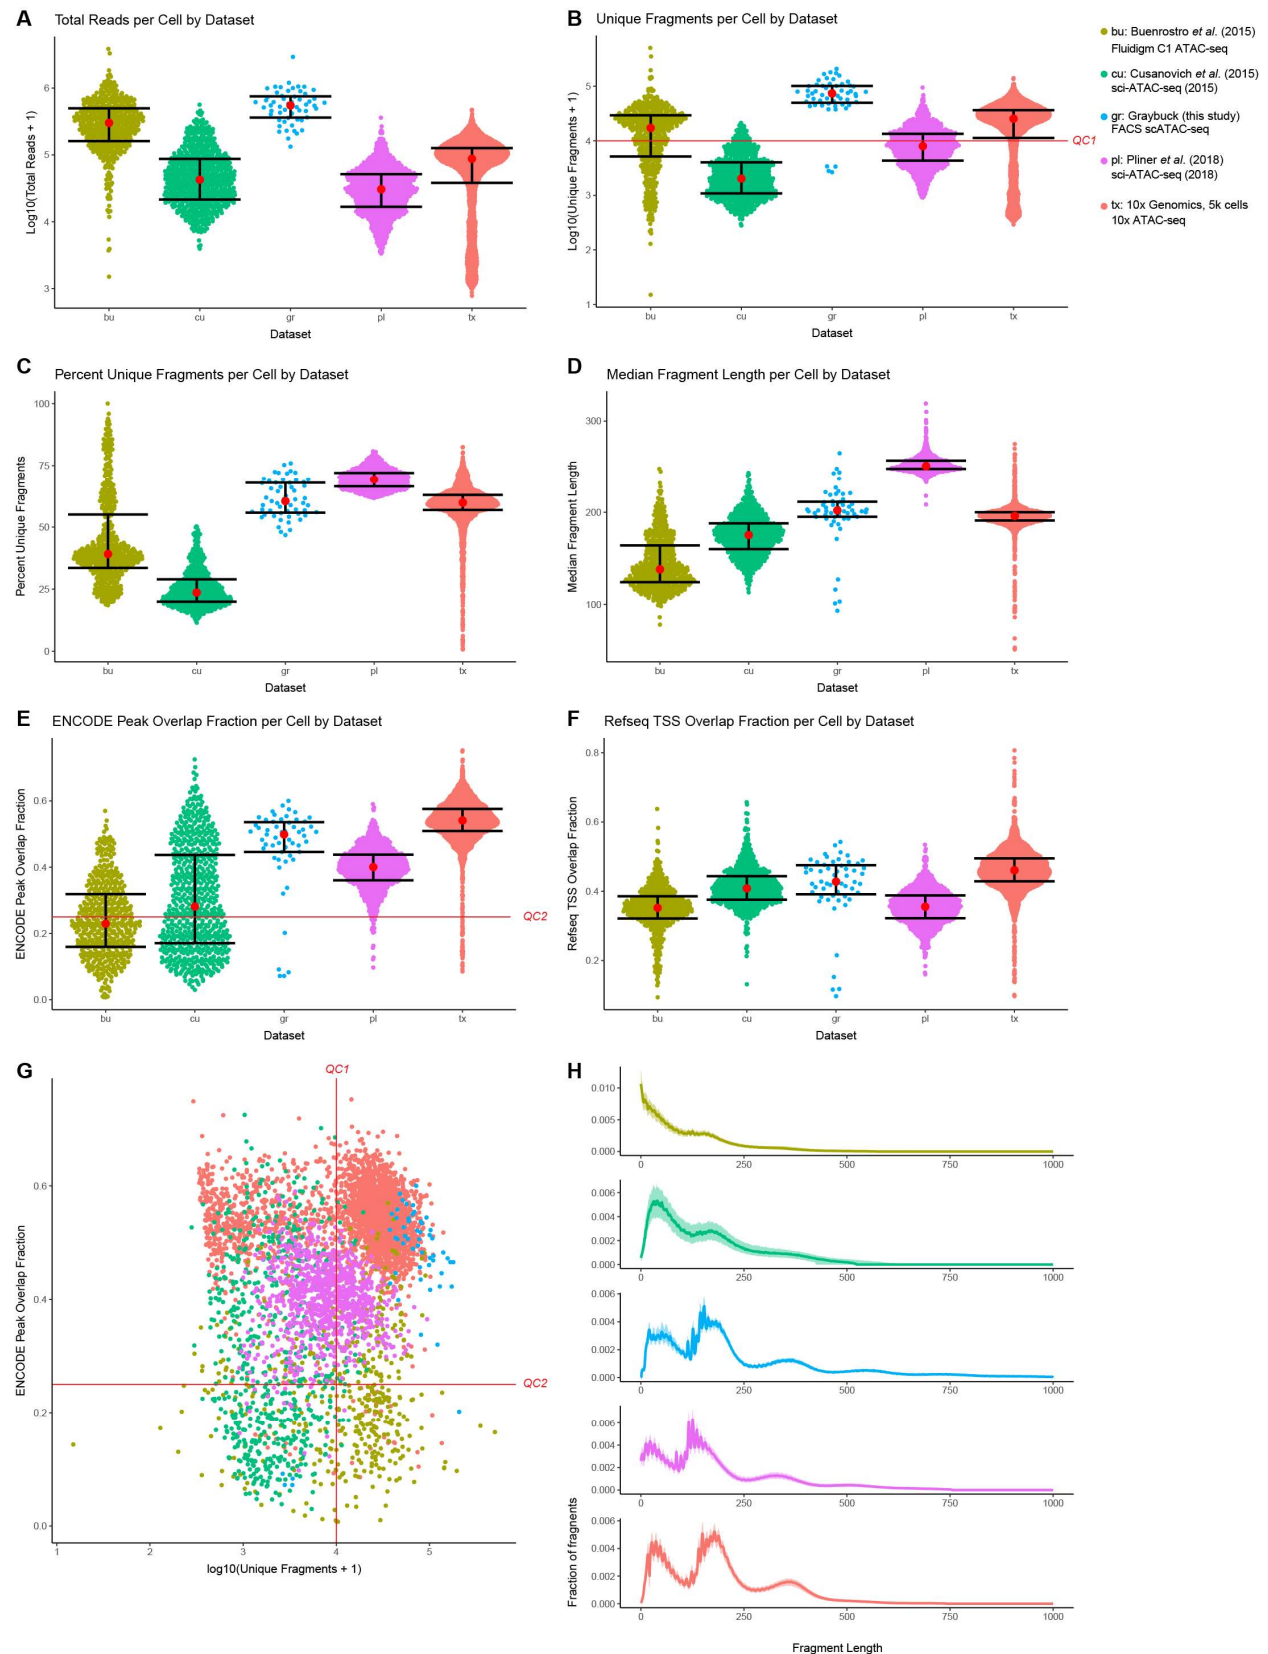 A Total Reads per Cell by Dataset
Log10(Total Reads + 1)
6
5
4
3
bu cu gr pl tx
Dataset
B Unique Fragments per Cell by Dataset
Log10(Unique Fragments + 1)
5
4
3
2
1
QC1
bu cu gr pl tx
Dataset
bu: Buenrostro et al. (2015)
Fluidigm C1 ATAC-seq
cu: Cusanovich et al. (2015)
sci-ATAC-seq (2015)
gr: Graybuck (this study)
FACS scATAC-seq
pl: Pliner et al. (2018)
sci-ATAC-seq (2018)
tx: 10x Genomics, 5k cells
10x ATAC-seq
C Percent Unique Fragments per Cell by Dataset
Percent Unique Fragments
100
75
50
25
0
bu cu gr pl tx
Dataset
D Median Fragment Length per Cell by Dataset
Median Fragment Length
300
200
100
bu cu gr pl tx
Dataset
E ENCODE Peak Overlap Fraction per Cell by Dataset
ENCODE Peak Overlap Fraction
0.6
0.4
0.2
0.0
QC2
bu cu gr pl tx
Dataset
F Refseq TSS Overlap Fraction per Cell by Dataset
Refseq TSS Overlap Fraction
0.8
0.6
0.4
0.2
bu cu gr pl tx
Dataset
G
QC1
ENCODE Peak Overlap Fraction
0.6
0.4
0.2
0.0
QC2
1 2 3 4 5
log10(Unique Fragments + 1)
H
0.010
0.005
0.000
0 250 500 750 1000
0.006
0.004
0.002
0.000
0 250 500 750 1000
0.006
0.004
0.002
0.000
0 250 500 750 1000
0.006
0.004
0.002
0.000
0 250 500 750 1000
0.006
0.004
0.002
0.000
0 250 500 750 1000
Fraction of fragnents
Fragment Length